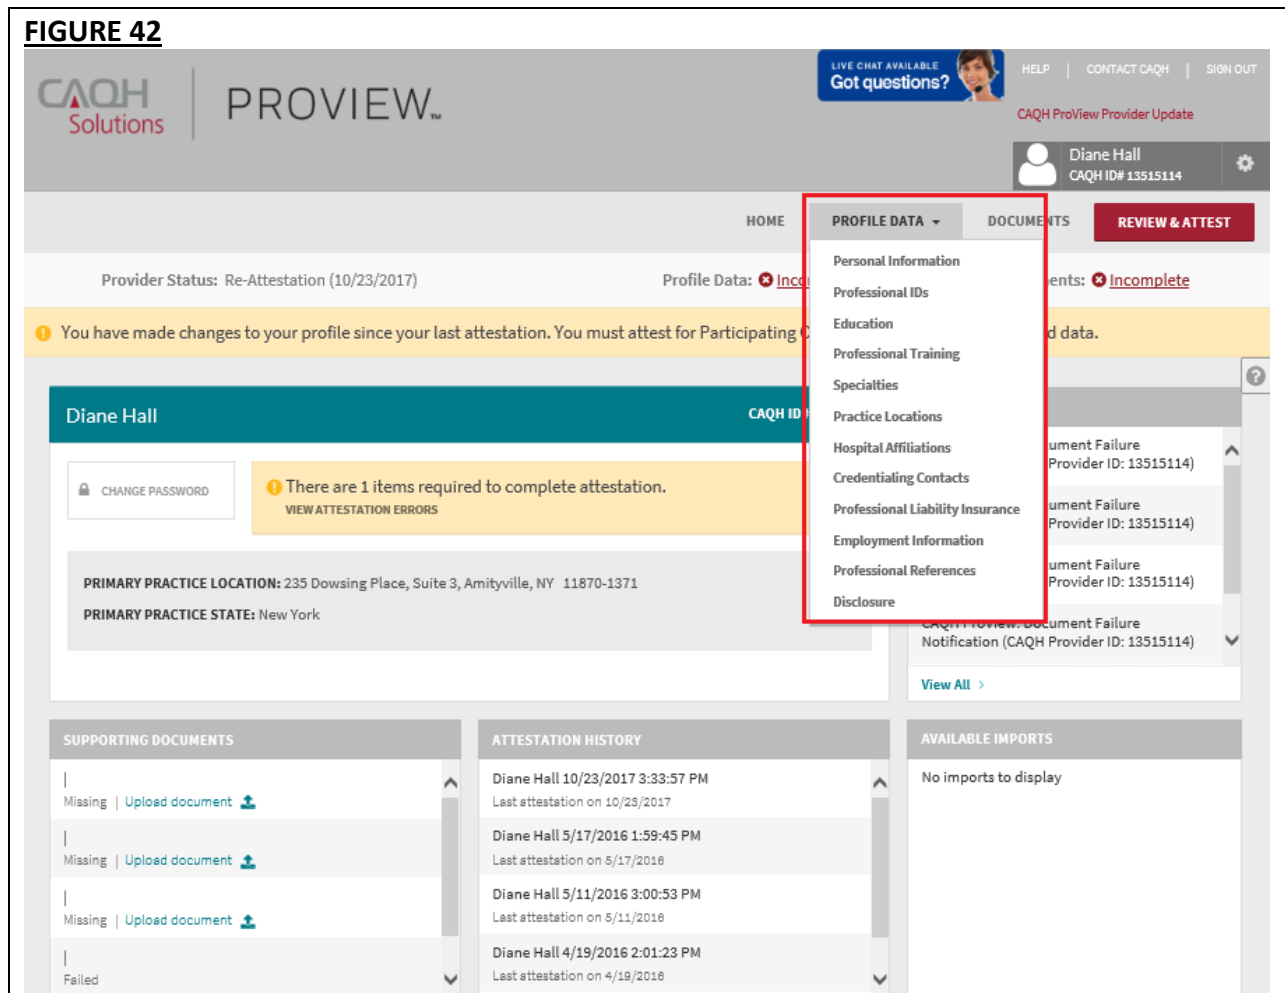 FIGURE 42
CAQH
Solutions
PROVIEW™
LIVE CHAT AVAILABLE
Got questions?
HELP | CONTACT CAQH | SIGN OUT
CAQH ProView Provider Update
Diane Hall
CAQH ID# 13515114
HOME
PROFILE DATA
DOCUMENTS
REVIEW & ATTEST
Provider Status: Re-Attestation (10/23/2017)
Profile Data:
Incomplete
Personal Information
Professional IDs
Education
Professional Training
Specialties
Practice Locations
Hospital Affiliations
Credentialing Contacts
Professional Liability Insurance
Employment Information
Professional References
Disclosure
You have made changes to your profile since your last attestation. You must attest for Participating
d data.
Diane Hall
CAQH ID
CHANGE PASSWORD
There are 1 items required to complete attestation.
VIEW ATTESTATION ERRORS
PRIMARY PRACTICE LOCATION: 235 Dowsing Place, Suite 3, Amityville, NY 11870-1371
PRIMARY PRACTICE STATE: New York
ument Failure
Provider ID: 13515114)
ument Failure
Provider ID: 13515114)
ument Failure
Provider ID: 13515114)
CAQH ProView: Document Failure
Notification (CAQH Provider ID: 13515114)
View All >
SUPPORTING DOCUMENTS
|
Missing | Upload document
|
Missing | Upload document
|
Missing | Upload document
|
Failed
ATTESTATION HISTORY
Diane Hall 10/23/2017 3:33:57 PM
Last attestation on 10/23/2017
Diane Hall 5/17/2016 1:59:45 PM
Last attestation on 5/17/2016
Diane Hall 5/11/2016 3:00:53 PM
Last attestation on 5/11/2016
Diane Hall 4/19/2016 2:01:23 PM
Last attestation on 4/19/2016
AVAILABLE IMPORTS
No imports to display